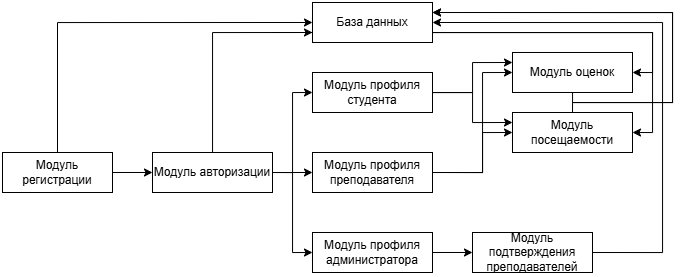 База данных
Модуль оценок
Модуль профиля
студента
Модуль
посещаемости
Модуль
регистрации
Модуль авторизации
Модуль профиля
преподавателя
Модуль профиля
администратора
Модуль
подтверждения
преподавателей